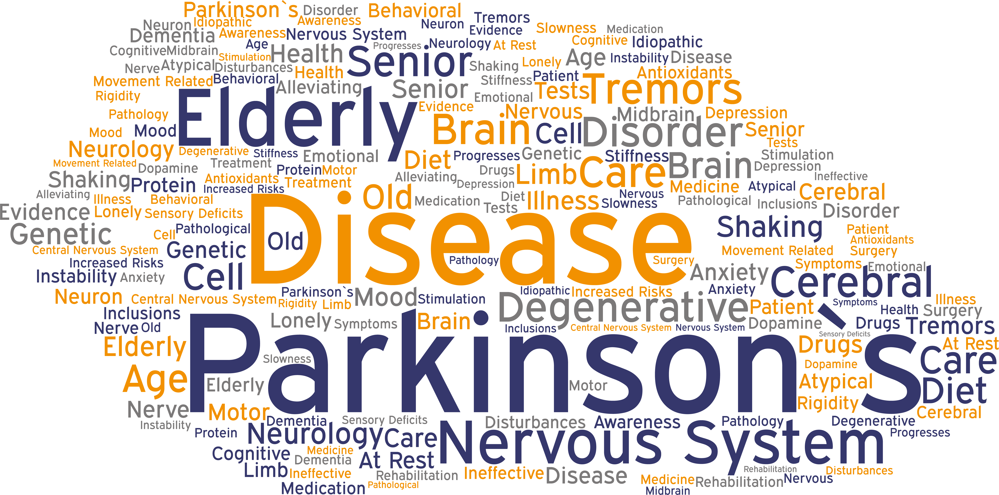 Parkinson`s Disorder Behavioral
Neuron Idiopathic Awareness Neuron Tremors
Dementia Awareness Nervous System Evidence Slowness Medication
Age Progresses Neurology At Rest Cognitive Idiopathic
Cognitive Midbrain Stimulation Health Senior Shaking Lonely Age Instability Disease
Nerve Atypical Disturbances Health Patient Antioxidants
Movement Related Behavioral Alleviating Senior Stiffness Tests Tremors
Rigidity Elderly Emotional
Pathology Evidence Nervous Midbrain Depression
Mood Mood Brain Cell Disorder Senior
Tests
Neurology Degenerative Stiffness Emotional Diet Progresses Genetic Stiffness Brain Stimulation
Movement Related Dopamine Treatment Protein Motor Drugs Limb Care Depression
Shaking Protein Antioxidants Treatment Alleviating Depression Ineffective
Alleviating Increased Risks Medicine Atypical Cerebral
Illness Behavioral Old Medication Diet Illness Nervous Pathological
Evidence Lonely Sensory Deficits Tests Slowness Inclusions Disorder
Genetic Cell Pathological Old Disease Shaking Patient
Antioxidants
Central Nervous System Genetic Movement Related Surgery
Increased Risks Pathology Surgery Symptoms Emotional
Instability Anxiety Cell Anxiety Cerebral
Neuron Central Nervous System Parkinson`s Mood Stimulation Idiopathic Increased Risks Anxiety
Rigidity Limb Degenerative Patient Symptoms Illness
Inclusions Health Surgery
Nerve Old Lonely Symptoms Brain Inclusions Central Nervous System Nervous System Dopamine Drugs Tremors
Sensory Deficits
Elderly Parkinson`s Drugs At Rest
Slowness Dopamine Care
Age Elderly Motor Atypical Diet
Nerve Motor Rigidity Cerebral
Instability Dementia Sensory Deficits Disturbances Awareness Pathology Degenerative
Protein Neurology Care Nervous System Progresses
Cognitive Medicine
Dementia At Rest
Limb Ineffective Rehabilitation Ineffective Disease Rehabilitation Disturbances
Medication Pathological Medicine Rehabilitation Nervous
Midbrain